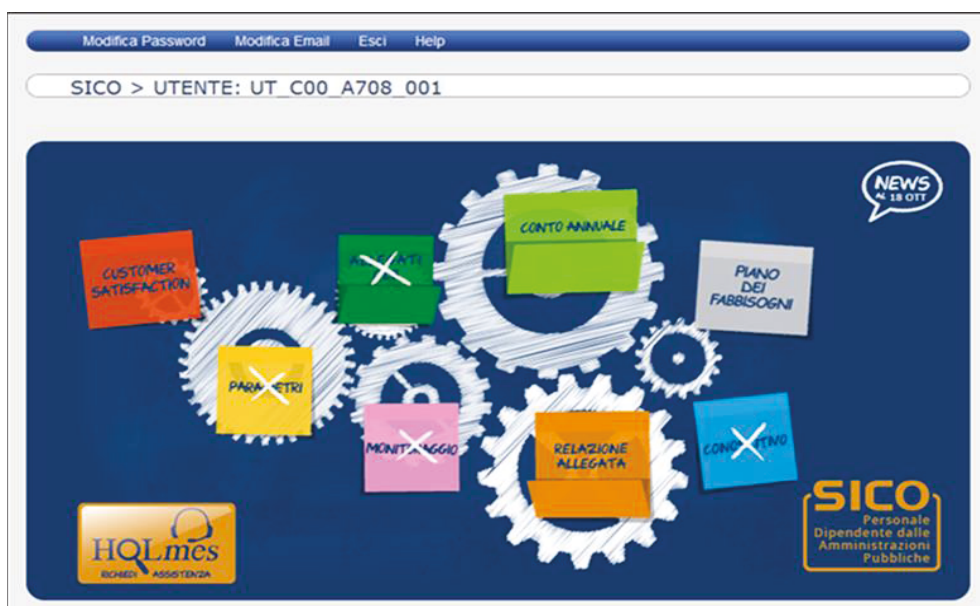 Modifica Password Modifica Email Esci Help
SICO > UTENTE: UT_C00_A708_001
NEWS
AL 18 OTT
CONTO ANNUALE
CUSTOMER
SATISFACTION
PIANO
DEI
FABBISOGNI
RELAZIONE
ALLEGATA
SICO
Personale
Dipendente dalle
Amministrazioni
Pubbliche
HQLmes
RICHIEDI ASSISTENZA